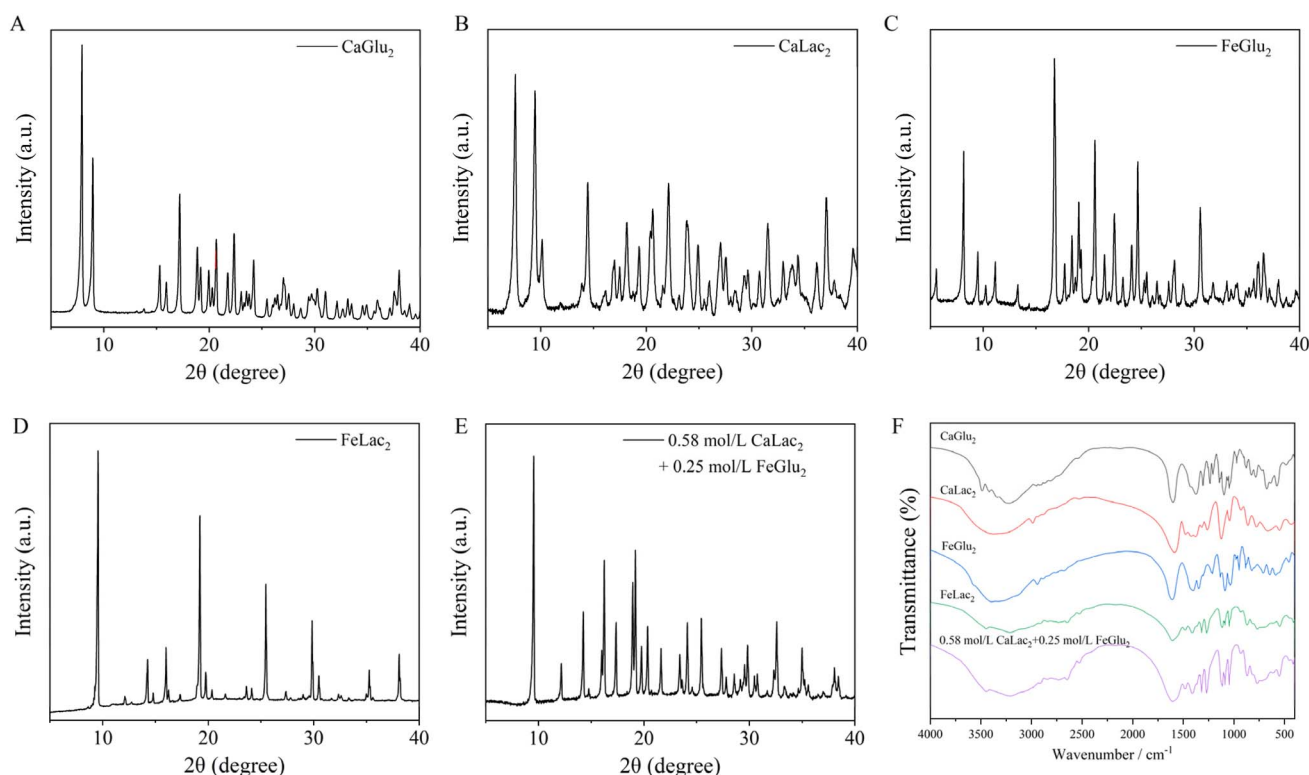 A
CaGlu₂
Intensity (a.u.)
10 20 30 40
2θ (degree)
B
CaLac₂
Intensity (a.u.)
10 20 30 40
2θ (degree)
C
FeGlu₂
Intensity (a.u.)
10 20 30 40
2θ (degree)
D
FeLac₂
Intensity (a.u.)
10 20 30 40
2θ (degree)
E
0.58 mol/L CaLac₂
+ 0.25 mol/L FeGlu₂
Intensity (a.u.)
10 20 30 40
2θ (degree)
F
CaGlu₂
CaLac₂
FeGlu₂
FeLac₂
0.58 mol/L CaLac₂+0.25 mol/L FeGlu₂
Transmittance (%)
4000 3500 3000 2500 2000 1500 1000 500
Wavenumber / cm⁻¹